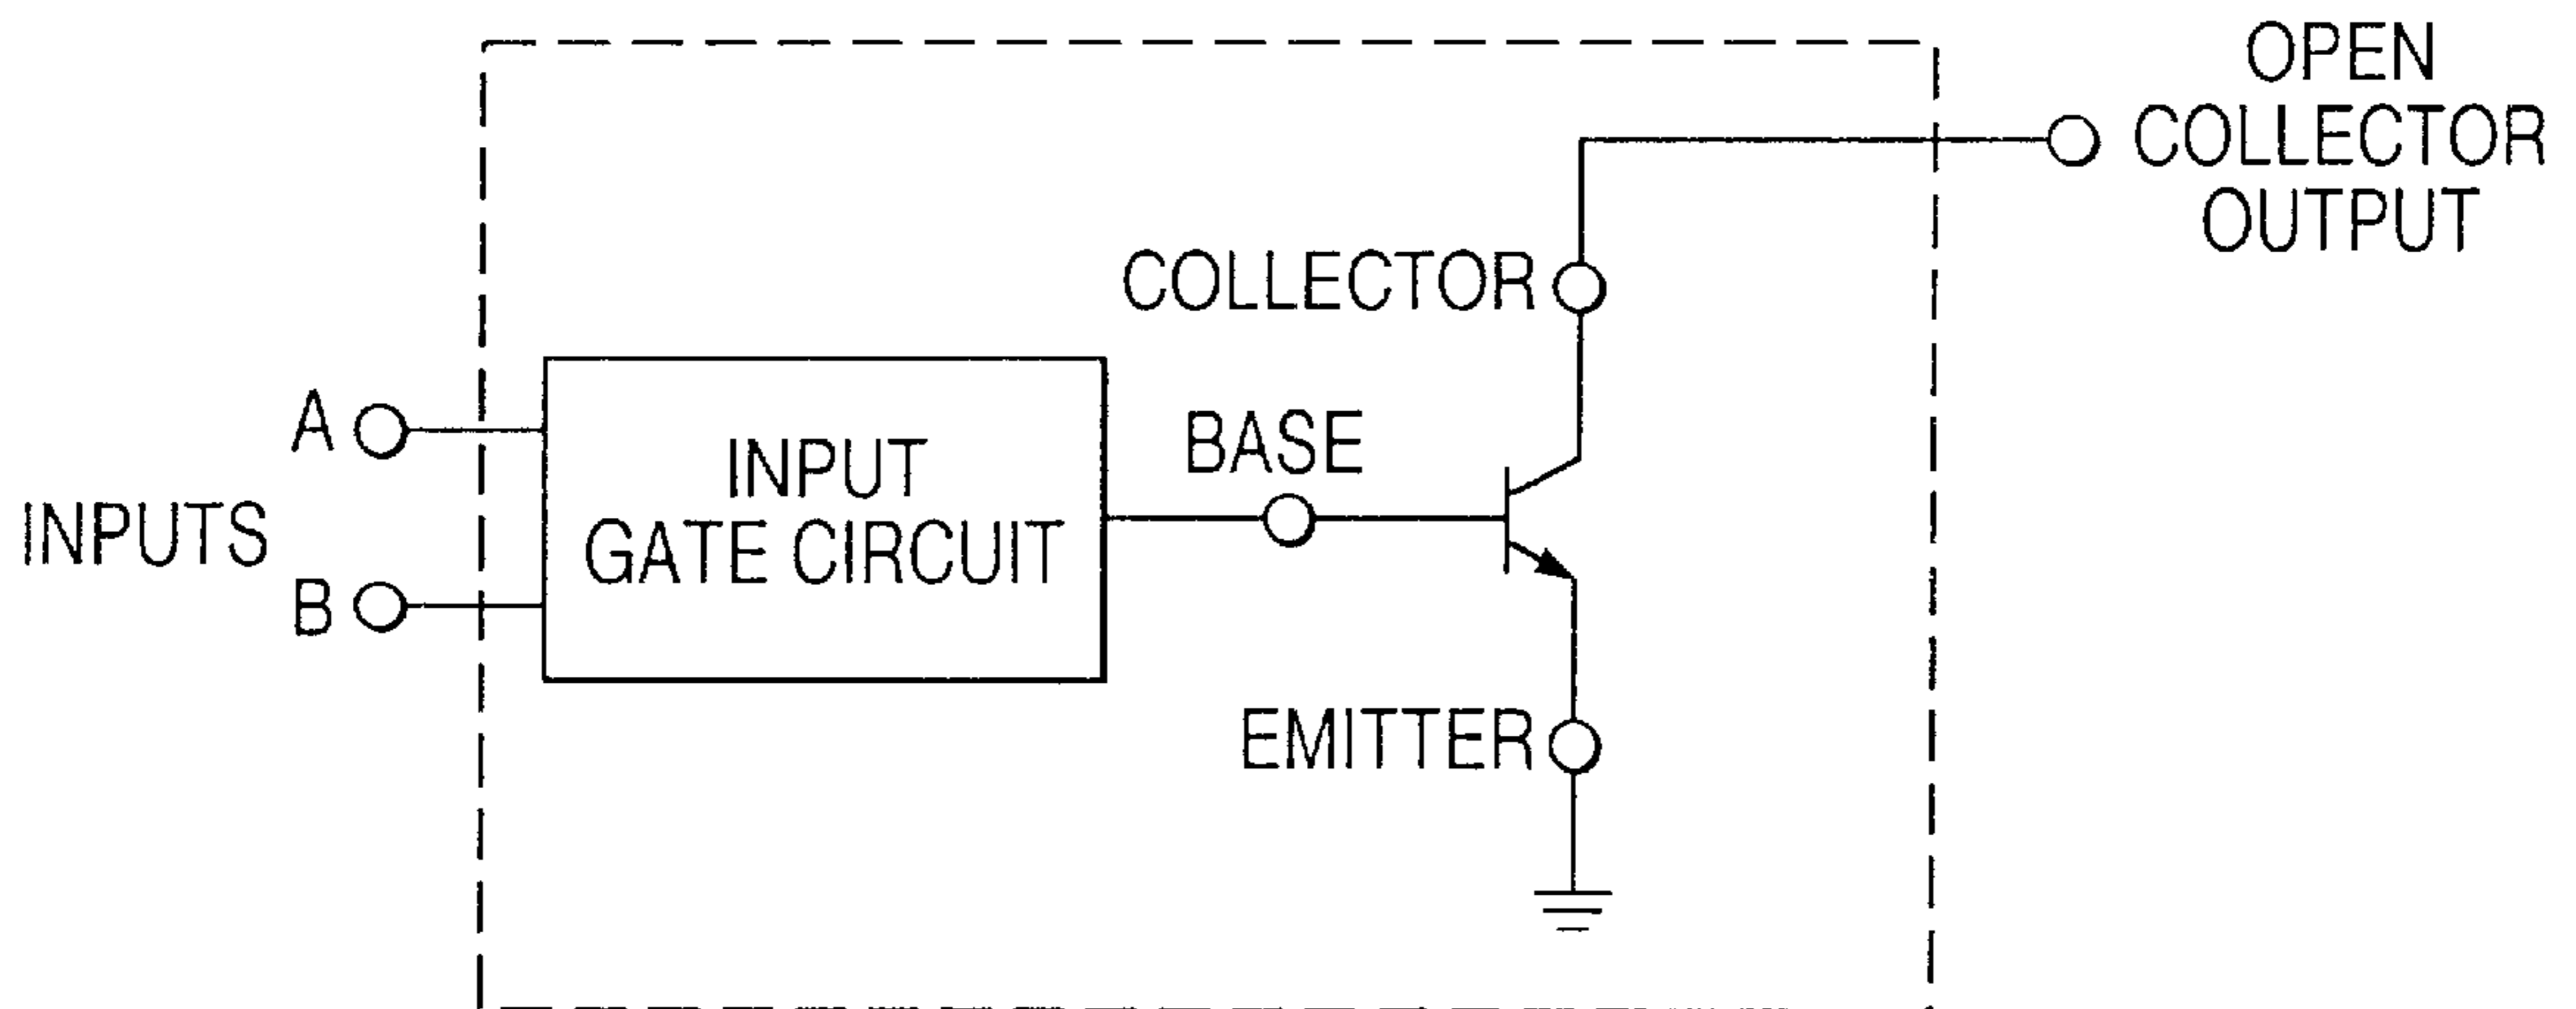 OPEN
COLLECTOR
OUTPUT
COLLECTOR
A
INPUTS
B
INPUT
GATE CIRCUIT
BASE
EMITTER